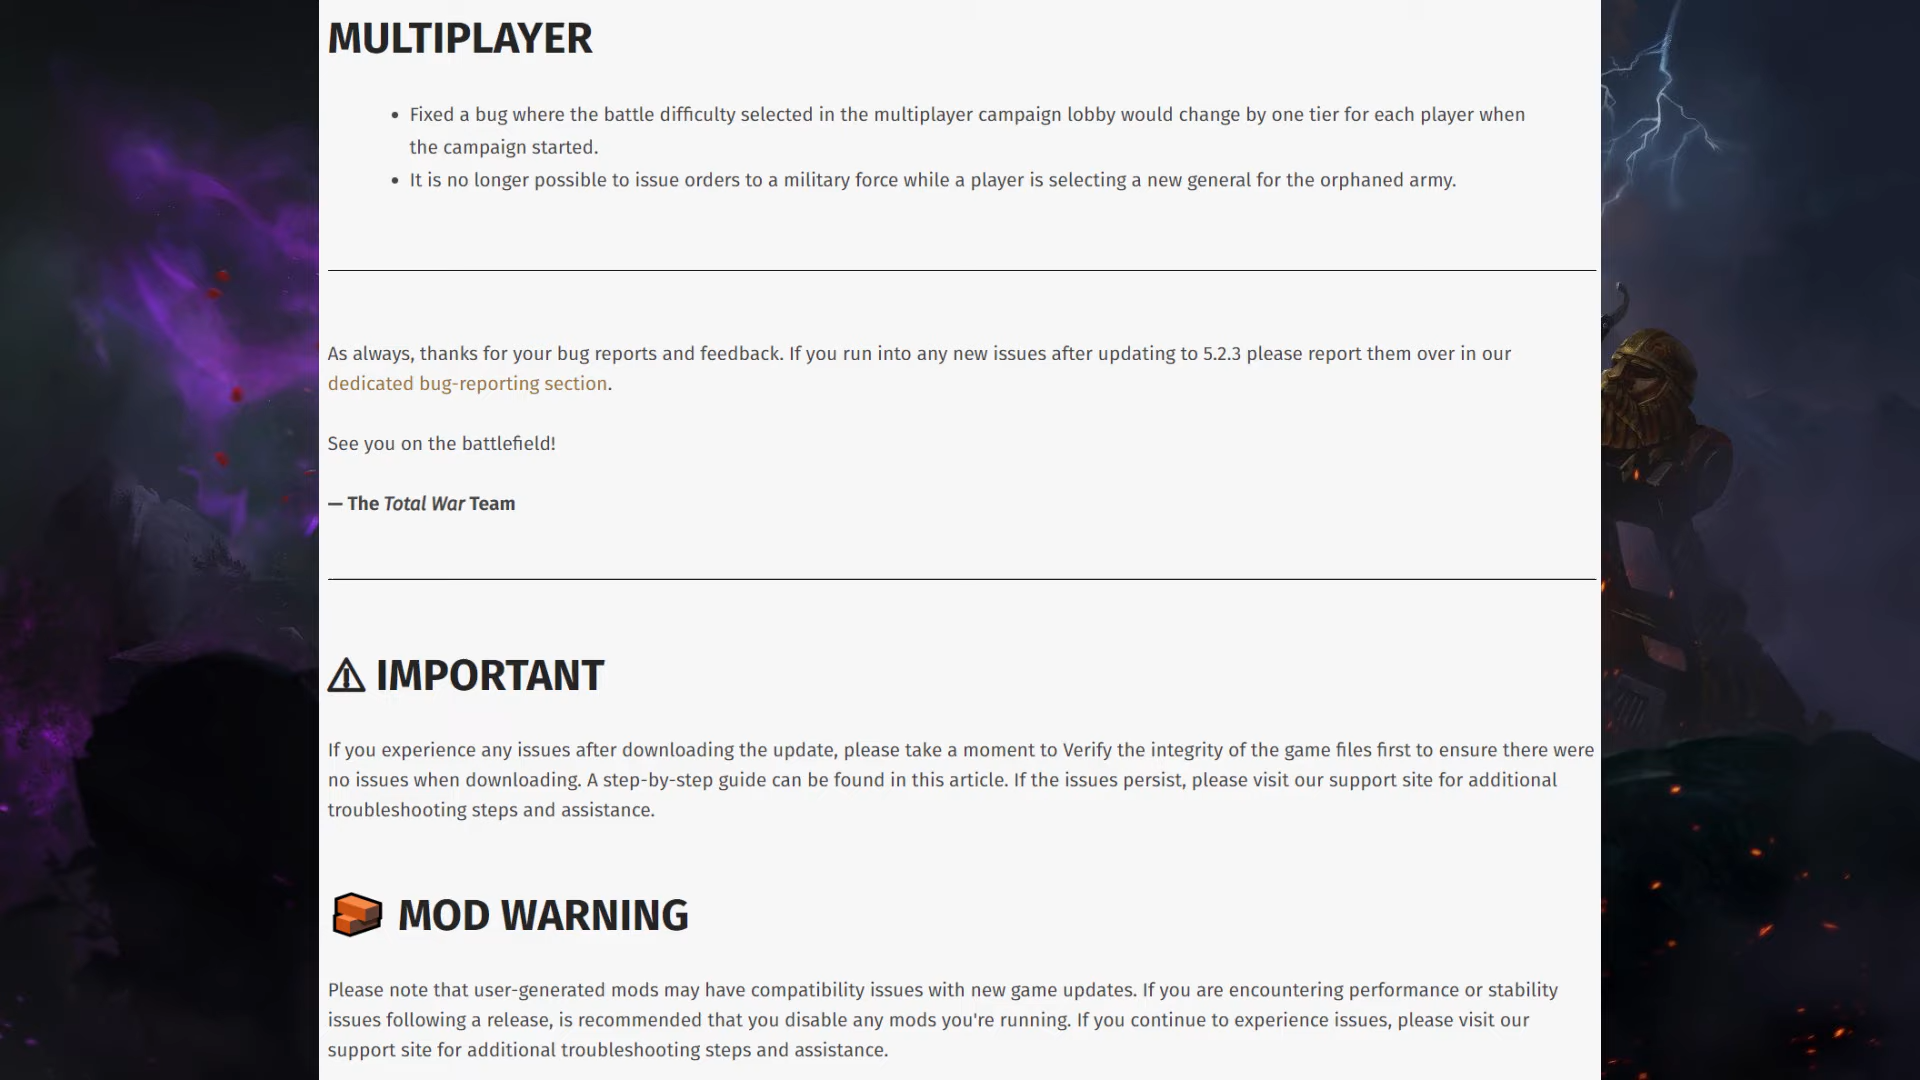 MULTIPLAYER
• Fixed a bug where the battle difficulty selected in the multiplayer campaign lobby would change by one tier for each player when
the campaign started.
• It is no longer possible to issue orders to a military force while a player is selecting a new general for the orphaned army.
As always, thanks for your bug reports and feedback. If you run into any new issues after updating to 5.2.3 please report them over in our
dedicated bug-reporting section.
See you on the battlefield!
— The Total War Team
⚠ IMPORTANT
If you experience any issues after downloading the update, please take a moment to Verify the integrity of the game files first to ensure there were
no issues when downloading. A step-by-step guide can be found in this article. If the issues persist, please visit our support site for additional
troubleshooting steps and assistance.
MOD WARNING
Please note that user-generated mods may have compatibility issues with new game updates. If you are encountering performance or stability
issues following a release, is recommended that you disable any mods you're running. If you continue to experience issues, please visit our
support site for additional troubleshooting steps and assistance.